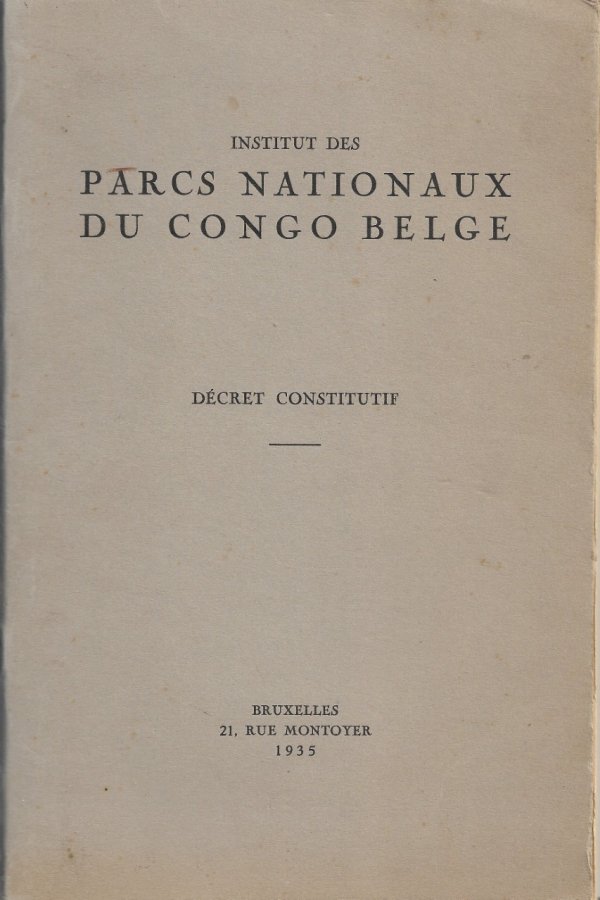 INSTITUT DES
PARCS NATIONAUX
DU CONGO BELGE
DÉCRET CONSTITUTIF
BRUXELLES
21, RUE MONTOYER
1935